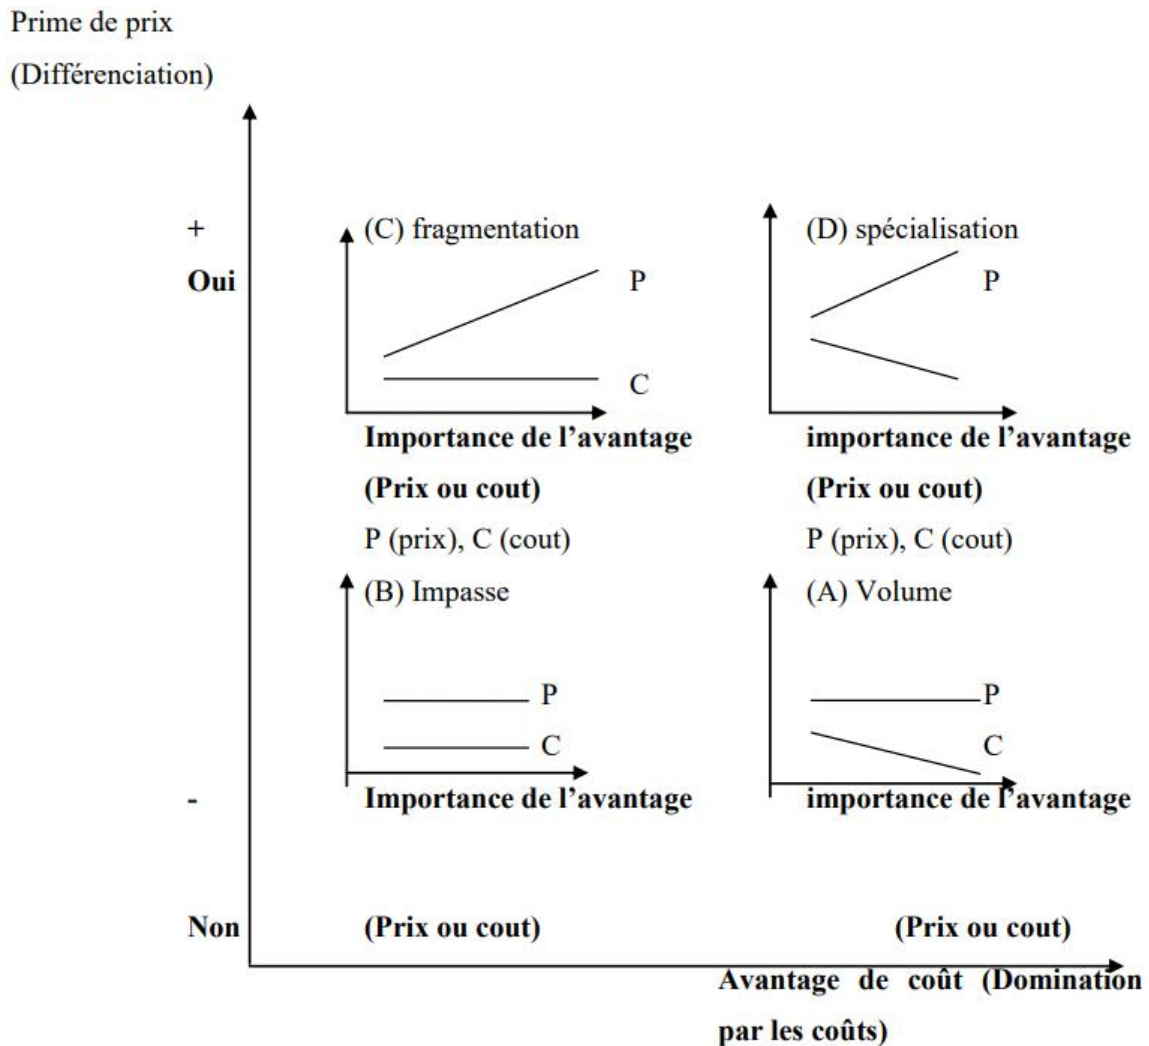 Prime de prix
(Différenciation)
+
(C) fragmentation
(D) spécialisation
Oui
P
P
C
Importance de l’avantage
importance de l’avantage
(Prix ou cout)
(Prix ou cout)
P (prix), C (cout)
P (prix), C (cout)
(B) Impasse
(A) Volume
P
P
C
C
-
Importance de l’avantage
importance de l’avantage
Non
(Prix ou cout)
(Prix ou cout)
Avantage de coût (Domination
par les coûts)